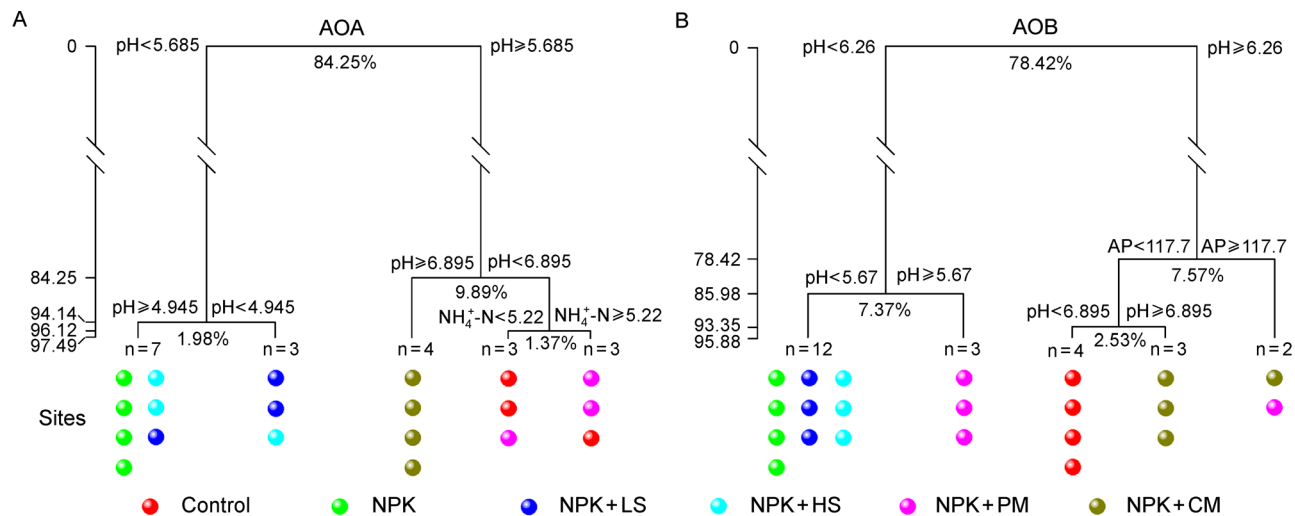 A
AOA
0
pH<5.685
pH≥5.685
84.25%
84.25
94.14
96.12
97.49
pH≥6.895 pH<6.895
9.89%
pH≥4.945 pH<4.945
1.98%
NH₄⁺-N<5.22 NH₄⁺-N≥5.22
1.37%
n=7 n=3 n=4 n=3 n=3
Sites
B
AOB
0
pH<6.26
pH≥6.26
78.42%
78.42
85.98
93.35
95.88
AP<117.7 AP≥117.7
7.57%
pH<5.67 pH≥5.67
7.37%
pH<6.895 pH≥6.895
2.53%
n=12 n=3 n=4 n=3 n=2
Control NPK NPK+LS NPK+HS NPK+PM NPK+CM